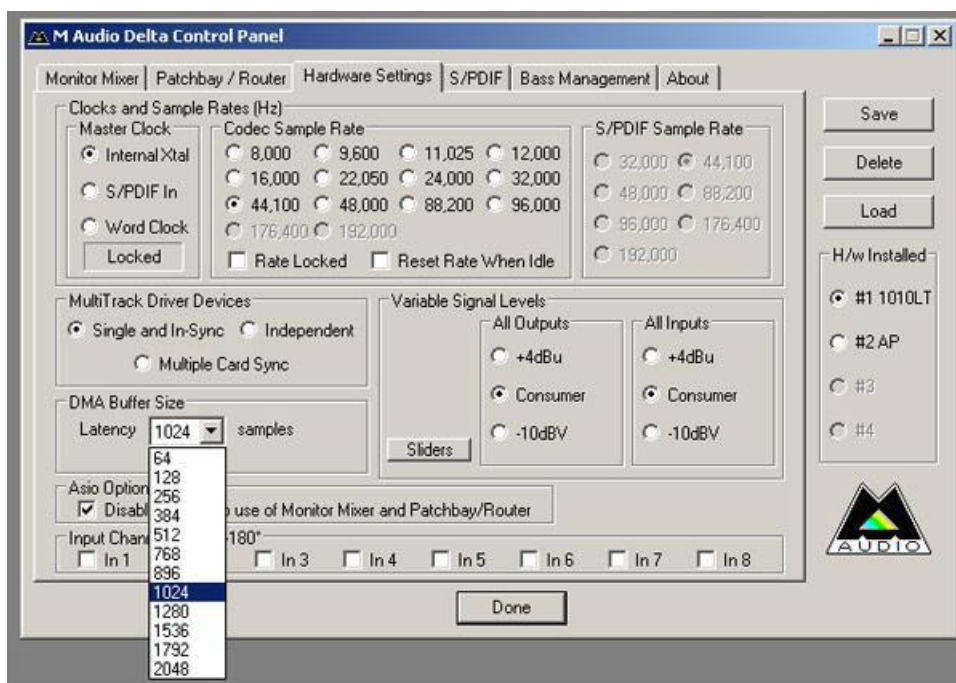 M Audio Delta Control Panel
Monitor Mixer Patchbay / Router Hardware Settings S/PDIF Bass Management About
Clocks and Sample Rates (Hz)
Master Clock
Internal Xtal
S/PDIF In
Word Clock
Locked
Codec Sample Rate
8,000 9,600 11,025 12,000
16,000 22,050 24,000 32,000
44,100 48,000 88,200 96,000
176,400 192,000
Rate Locked Reset Rate When Idle
S/PDIF Sample Rate
32,000 44,100
48,000 88,200
96,000 176,400
192,000
MultiTrack Driver Devices
Single and In-Sync Independent
Multiple Card Sync
Variable Signal Levels
Sliders
All Outputs
+4dBu
Consumer
-10dBV
All Inputs
+4dBu
Consumer
-10dBV
DMA Buffer Size
Latency 1024 samples
64
128
256
384
512
768
896
1024
1280
1536
1792
2048
Asio Option
use of Monitor Mixer and Patchbay/Router
Input 180°
In 1 In 3 In 4 In 5 In 6 In 7 In 8
Done
Save
Delete
Load
H/w Installed
#1 1010LT
#2 AP
#3
#4
M
AUDIO